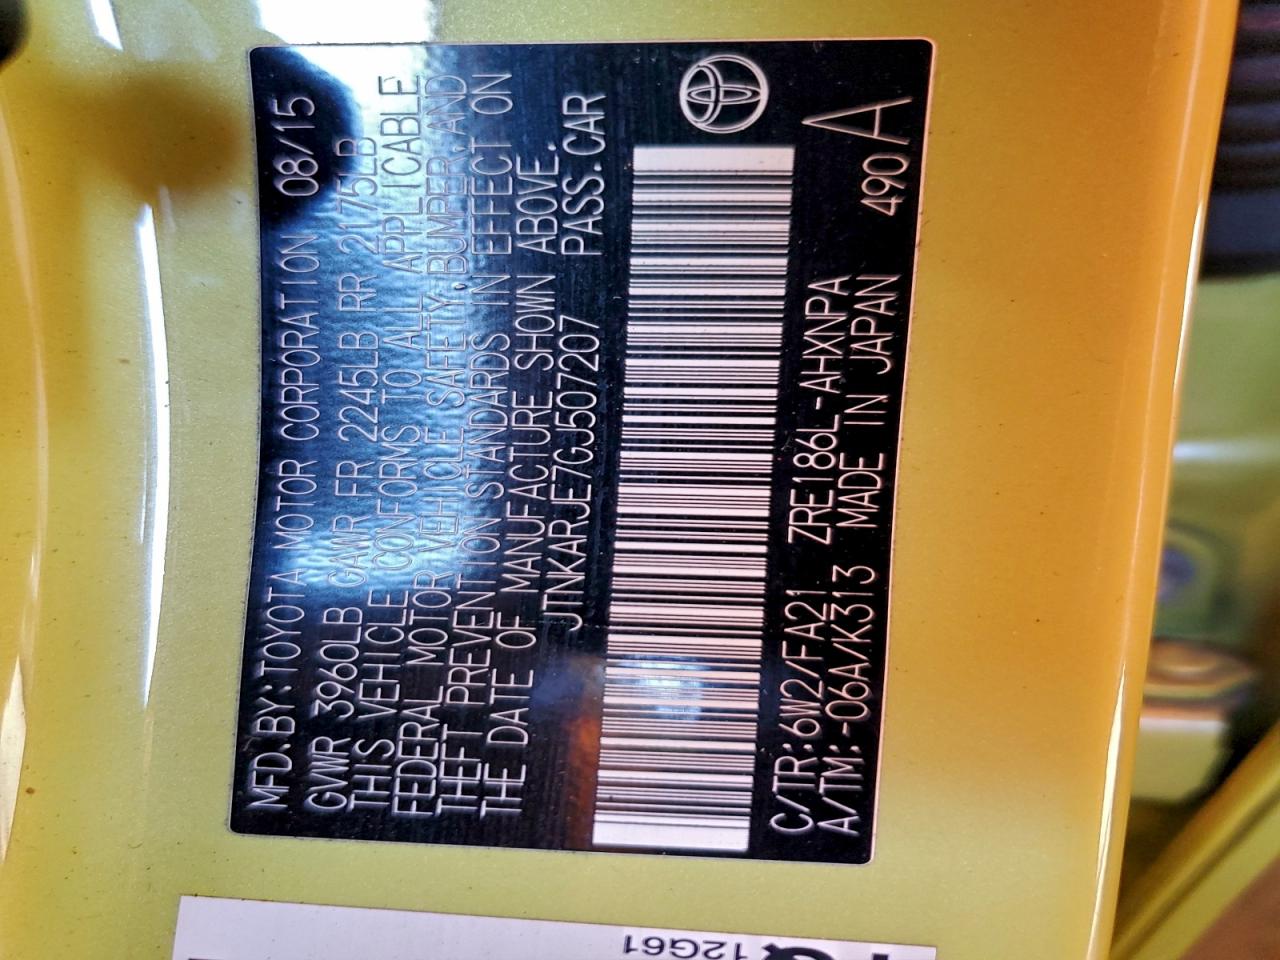 MFD.BY:TOYOTA MOTOR CORPORATION 08/15
GVWR 3960LB GAWR FR 2245LB RR 2175LB
THIS VEHICLE CONFORMS TO ALL APPLICABLE
FEDERAL MOTOR VEHICLE SAFETY,BUMPER,AND
THEFT PREVENTION STANDARDS IN EFFECT ON
THE DATE OF MANUFACTURE SHOWN ABOVE.
JTNKARJE7GJ507207 PASS.CAR
C/TR:6W2/FA21 ZRE186L-AHXNPA
A/TM:-06A/K313 MADE IN JAPAN 490A
12G61